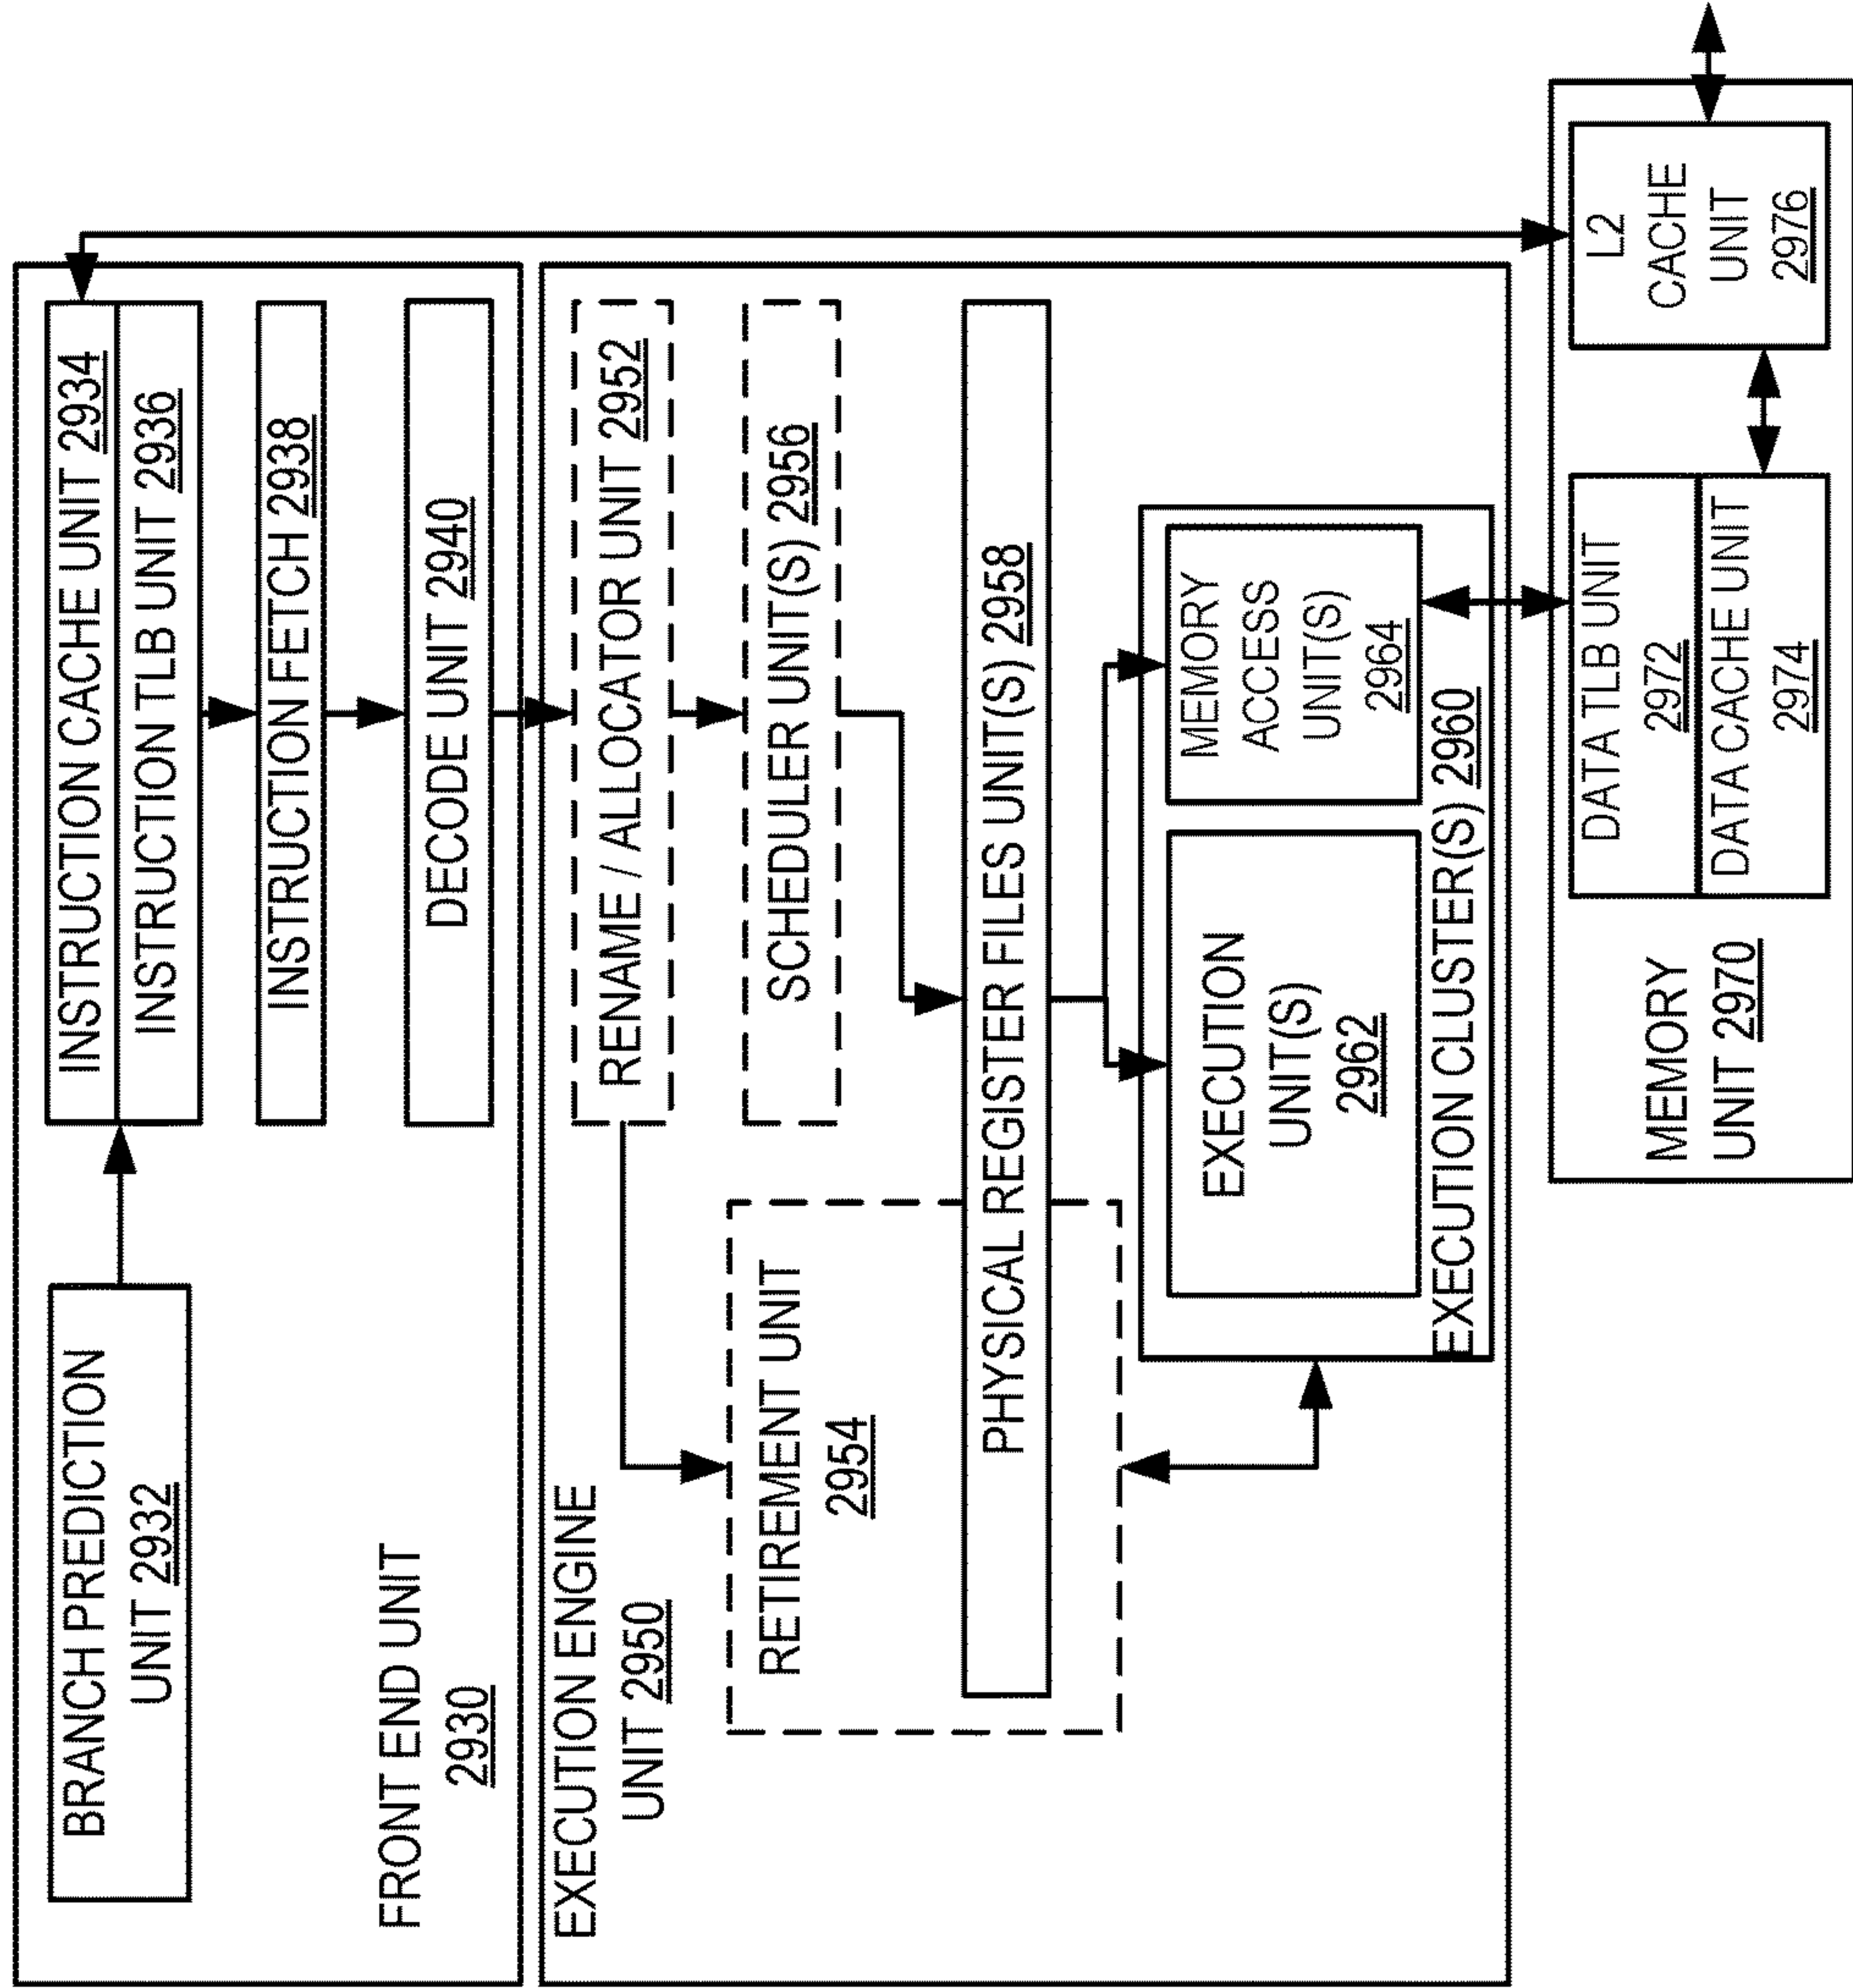 BRANCH PREDICTION
UNIT 2932
INSTRUCTION CACHE UNIT 2934
INSTRUCTION TLB UNIT 2936
INSTRUCTION FETCH 2938
DECODE UNIT 2940
FRONT END UNIT
2930
EXECUTION ENGINE
UNIT 2950
RENAME / ALLOCATOR UNIT 2952
RETIREMENT UNIT
2954
SCHEDULER UNIT(S) 2956
PHYSICAL REGISTER FILES UNIT(S) 2958
EXECUTION
UNIT(S)
2962
MEMORY
ACCESS
UNIT(S)
2964
EXECUTION CLUSTER(S) 2960
MEMORY
UNIT 2970
DATA TLB UNIT
2972
DATA CACHE UNIT
2974
L2
CACHE
UNIT
2976